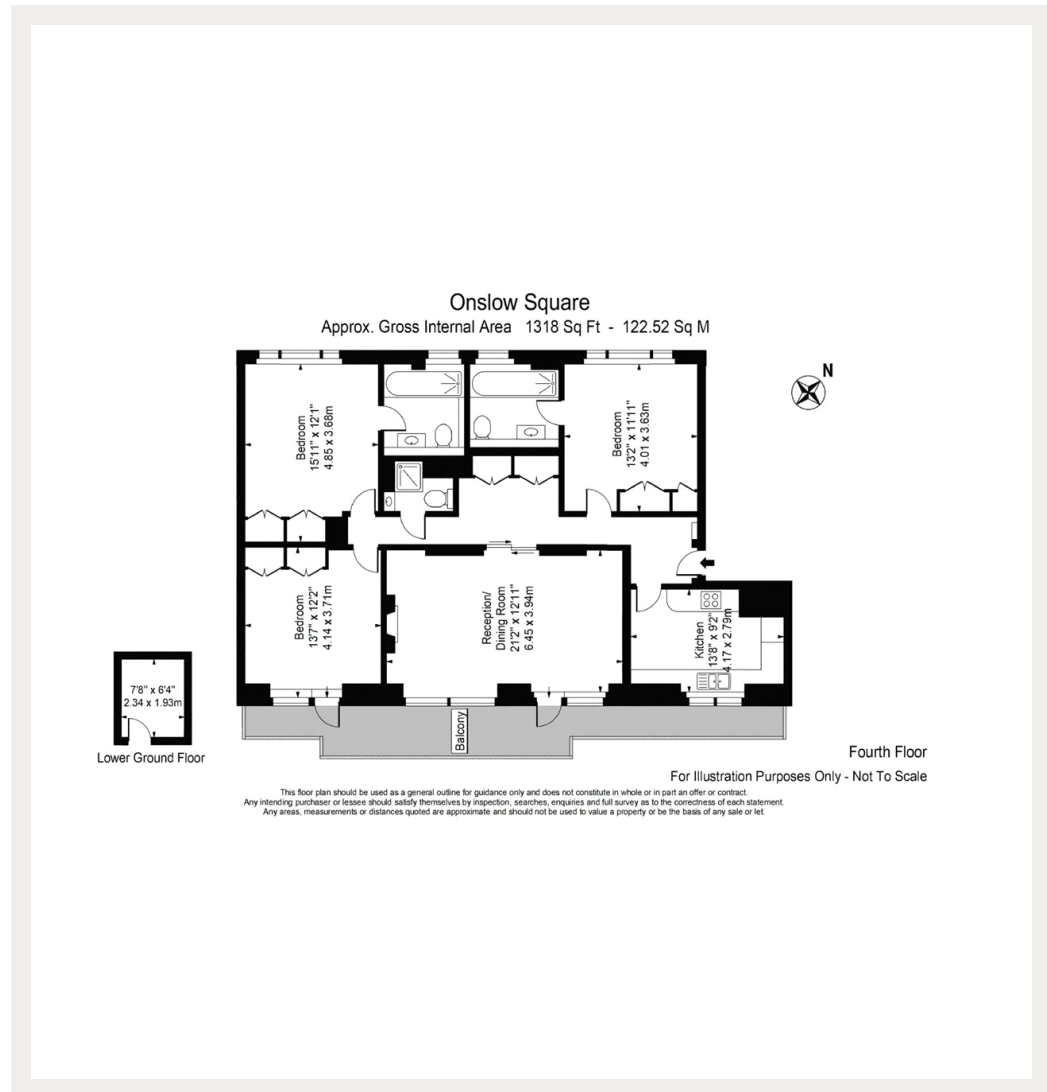 Onslow Square
Approx. Gross Internal Area 1318 Sq Ft - 122.52 Sq M
N
Bedroom
15'11" x 12'1"
4.85 x 3.68m
Bedroom
13'2" x 11'11"
4.01 x 3.63m
Bedroom
13'7" x 12'2"
4.14 x 3.71m
Reception/
Dining Room
21'2" x 12'11"
6.45 x 3.94m
Kitchen
13'8" x 9'2"
4.17 x 2.79m
7'8" x 6'4"
2.34 x 1.93m
Lower Ground Floor
Balcony
Fourth Floor
For Illustration Purposes Only - Not To Scale
This floor plan should be used as a general outline for guidance only and does not constitute in whole or in part an offer or contract.
Any intending purchaser or lessee should satisfy themselves by inspection, searches, enquiries and full survey as to the correctness of each statement.
Any areas, measurements or distances quoted are approximate and should not be used to value a property or be the basis of any sale or let.